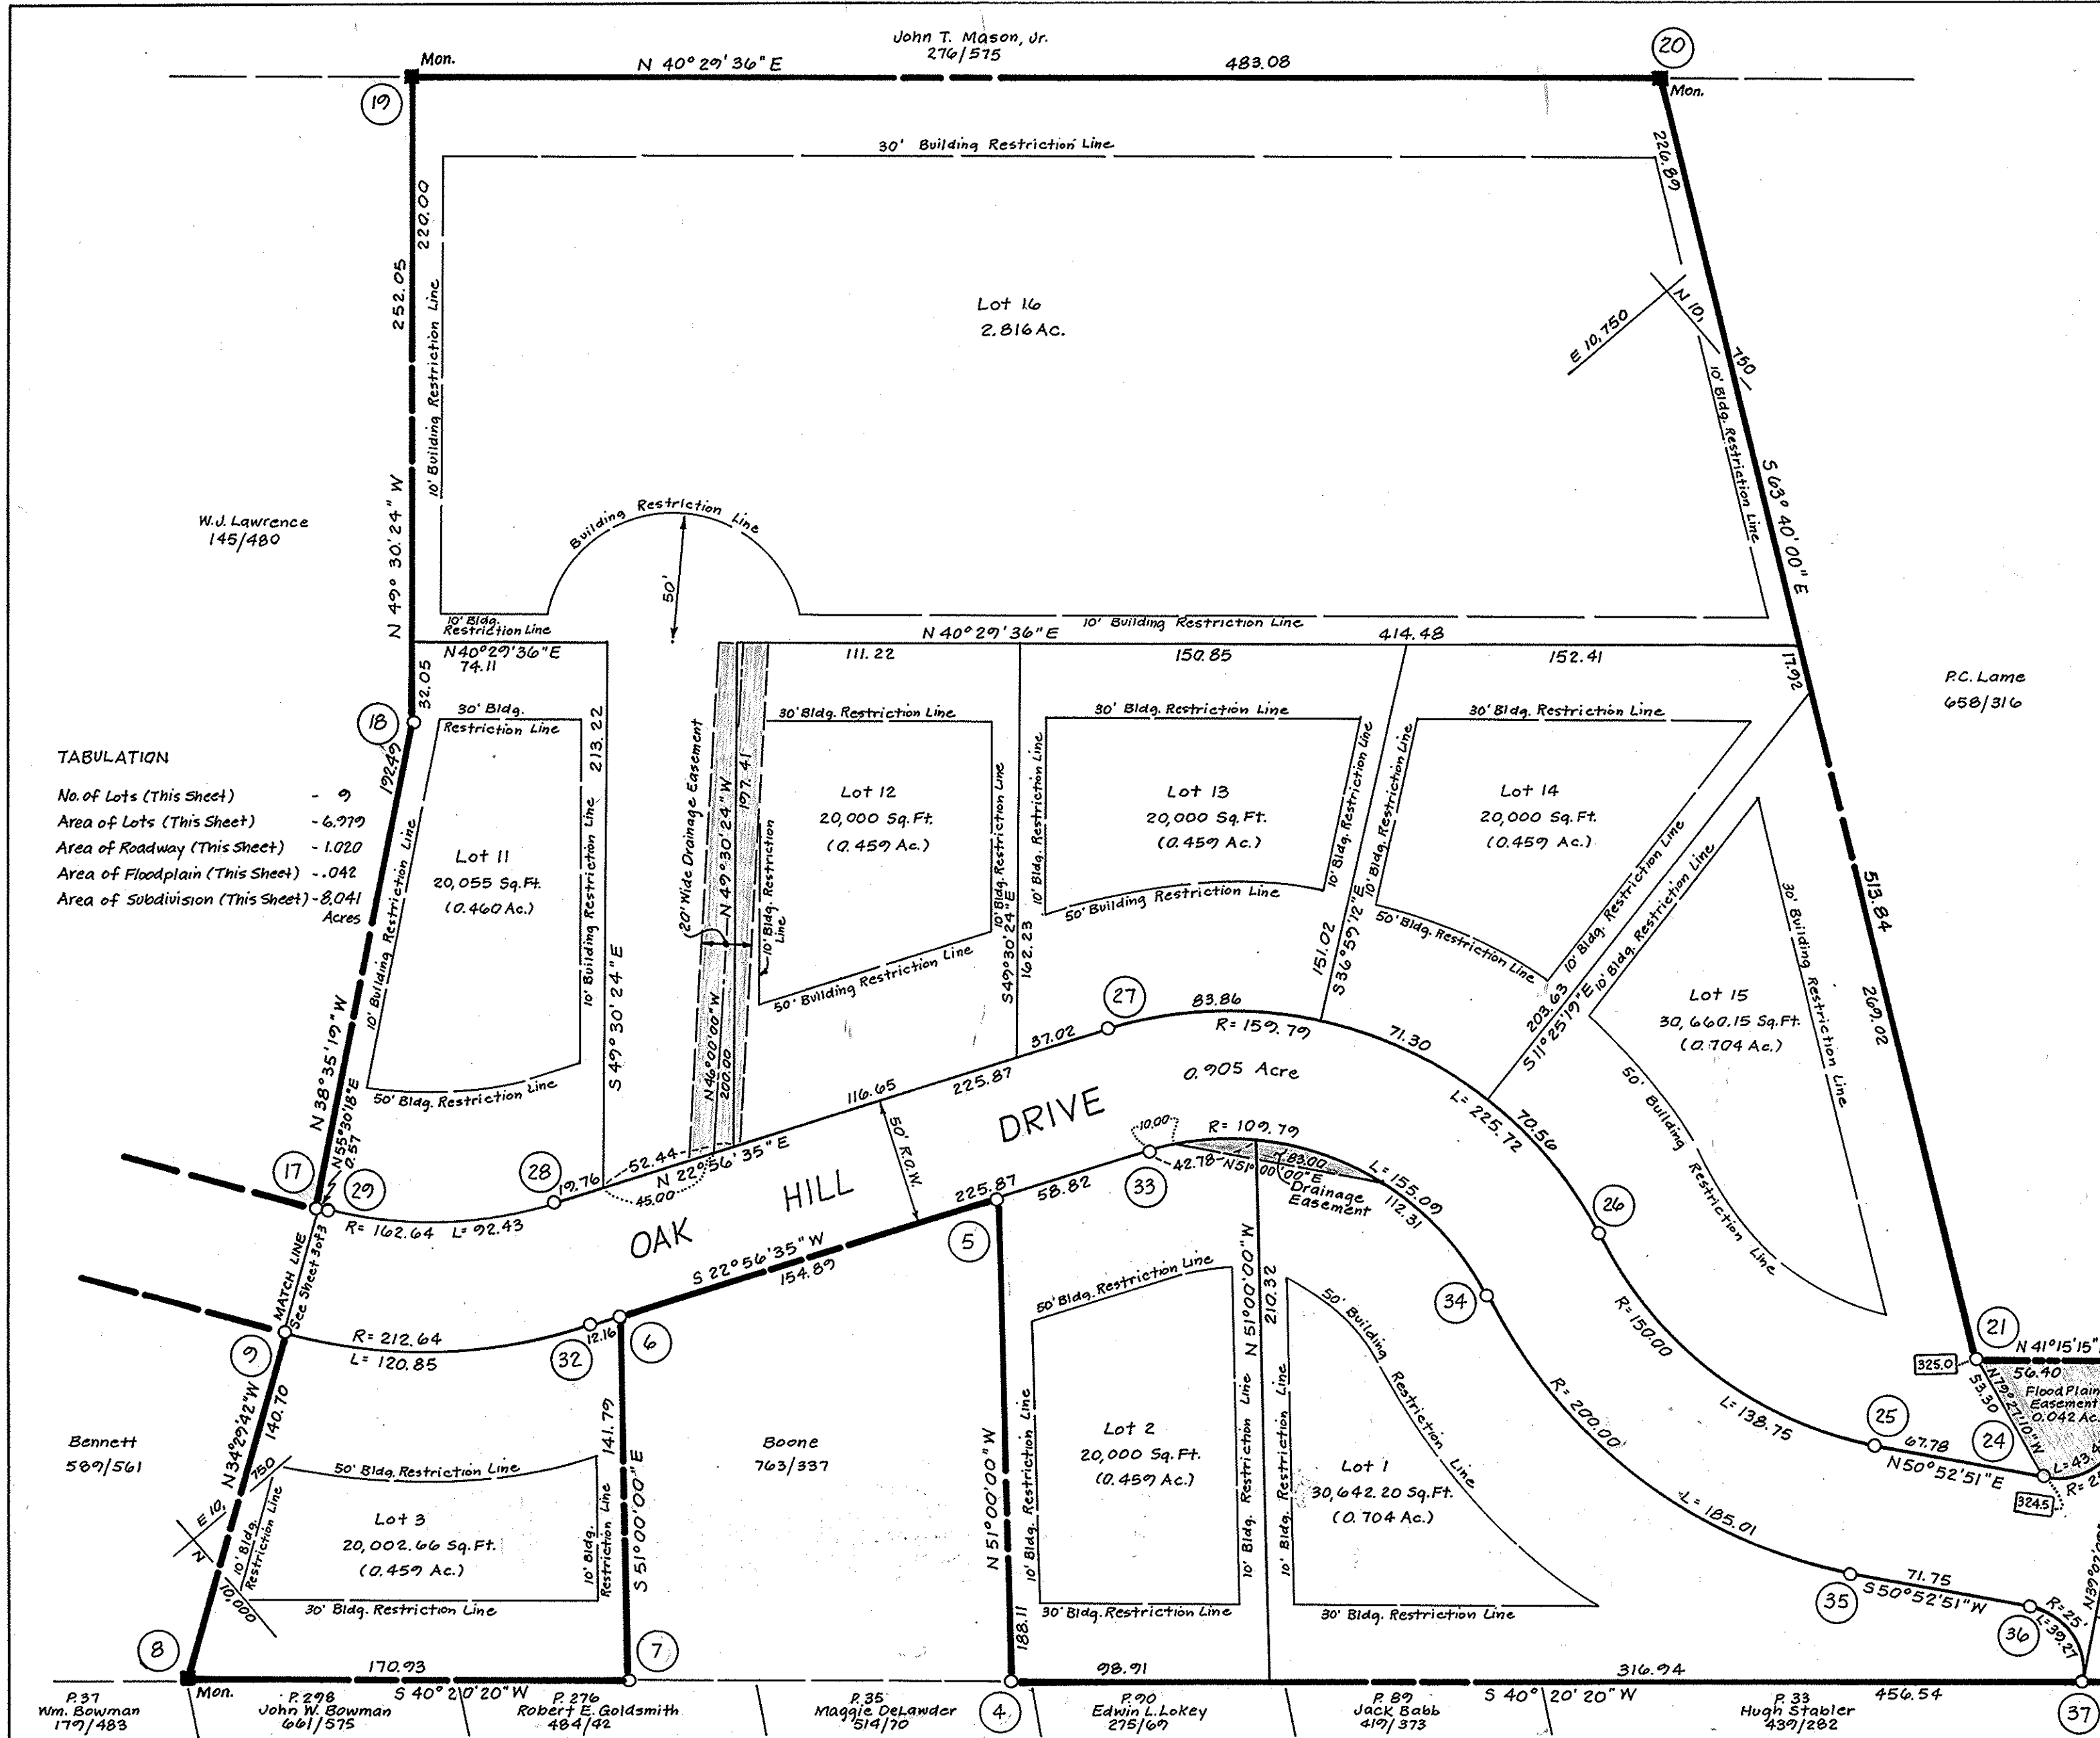 John T. Mason, Jr.
276/575
Mon.
N 40° 29' 36" E
483.08
20
Mon.
19
30' Building Restriction Line
226.89
220.00
252.05
10' Building Restriction Line
N 49° 30' 24" W
Lot 16
2.816 Ac.
E 10,750
N 10,
750
10' Bldg. Restriction Line
S 63° 40' 00" E
W.J. Lawrence
145/480
Building Restriction Line
50'
10' Bldg.
Restriction Line
10' Building Restriction Line
N 40° 29' 36" E
414.48
N 40° 29' 36" E
74.11
111.22
150.85
152.41
17.92
32.05
18
P.C. Lame
658/316
30' Bldg.
Restriction Line
30' Bldg. Restriction Line
30' Bldg. Restriction Line
30' Bldg. Restriction Line
TABULATION
No. of Lots (This Sheet) - 9
Area of Lots (This Sheet) - 6.979
Area of Roadway (This Sheet) - 1.020
Area of Floodplain (This Sheet) - .042
Area of Subdivision (This Sheet) - 8.041
Acres
192.49
10' Building Restriction Line
N 38° 35' 19" W
Lot 11
20,055 Sq.Ft.
(0.460 Ac.)
10' Building Restriction Line
213.22
S 49° 30' 24" E
50' Bldg. Restriction Line
20' Wide Drainage Easement
N 49° 30' 24" W
197.41
N 46° 00' 00" W
200.00
10' Bldg. Restriction
Line
Lot 12
20,000 Sq.Ft.
(0.459 Ac.)
50' Building Restriction Line
10' Bldg. Restriction Line
S 49° 30' 24" E
162.23
10' Bldg. Restriction Line
Lot 13
20,000 Sq.Ft.
(0.459 Ac.)
50' Building Restriction Line
10' Bldg. Restriction Line
151.02
S 36° 59' 12" E
10' Bldg. Restriction Line
Lot 14
20,000 Sq.Ft.
(0.459 Ac.)
50' Bldg. Restriction Line
10' Bldg. Restriction Line
203.63
S 11° 25' 19" E
10' Bldg. Restriction Line
Lot 15
30,660.15 Sq.Ft.
(0.704 Ac.)
50' Building Restriction Line
30' Building Restriction Line
513.84
269.02
27
37.02
83.86
R= 159.79
71.30
0.905 Acre
L= 225.72
70.56
26
116.65
225.87
50' R.O.W.
OAK HILL DRIVE
N 55° 30' 18" E
0.57
17
29
R= 162.64 L= 92.43
28
19.76
52.44
45.00
N 22° 56' 35" E
MATCH LINE
See Sheet 3 of 3
10.00
R= 109.79
33
42.78
N 51° 00' 00" E
83.00
Drainage
Easement
L= 155.09
112.31
34
225.87
58.82
5
S 22° 56' 35" W
154.89
9
R= 212.64
L= 120.85
32
12.16
6
R= 150.00
L= 138.75
R= 200.00
L= 185.01
21
N 41° 15' 15"
325.0
56.40
53.30
N 79° 27' 10" W
Flood Plain
Easement
0.042 Ac.
25
67.78
24
N 50° 52' 51" E
324.5
Bennett
589/561
N 34° 29' 42" W
140.70
E 10,
750
N
10,000
10' Bldg.
Restriction Line
50' Bldg. Restriction Line
Lot 3
20,002.66 Sq.Ft.
(0.459 Ac.)
30' Bldg. Restriction Line
10' Bldg.
Restriction Line
141.79
S 51° 00' 00" E
Boone
763/337
N 51° 00' 00" W
188.11
10' Bldg. Restriction Line
50' Bldg. Restriction Line
Lot 2
20,000 Sq.Ft.
(0.459 Ac.)
30' Bldg. Restriction Line
10' Bldg. Restriction Line
N 51° 00' 00" W
210.32
10' Bldg. Restriction Line
50' Building Restriction Line
Lot 1
30,642.20 Sq.Ft.
(0.704 Ac.)
30' Bldg. Restriction Line
35
71.75
S 50° 52' 51" W
36
R= 25'
L= 39.27
8
Mon.
170.93
S 40° 20' 20" W
7
4
98.91
316.94
S 40° 20' 20" W
456.54
37
P. 37
Wm. Bowman
179/483
P. 298
John W. Bowman
661/575
P. 276
Robert E. Goldsmith
484/42
P. 35
Maggie DeLawder
514/70
P. 90
Edwin L. Lokey
275/69
P. 89
Jack Babb
419/373
P. 33
Hugh Stabler
439/282